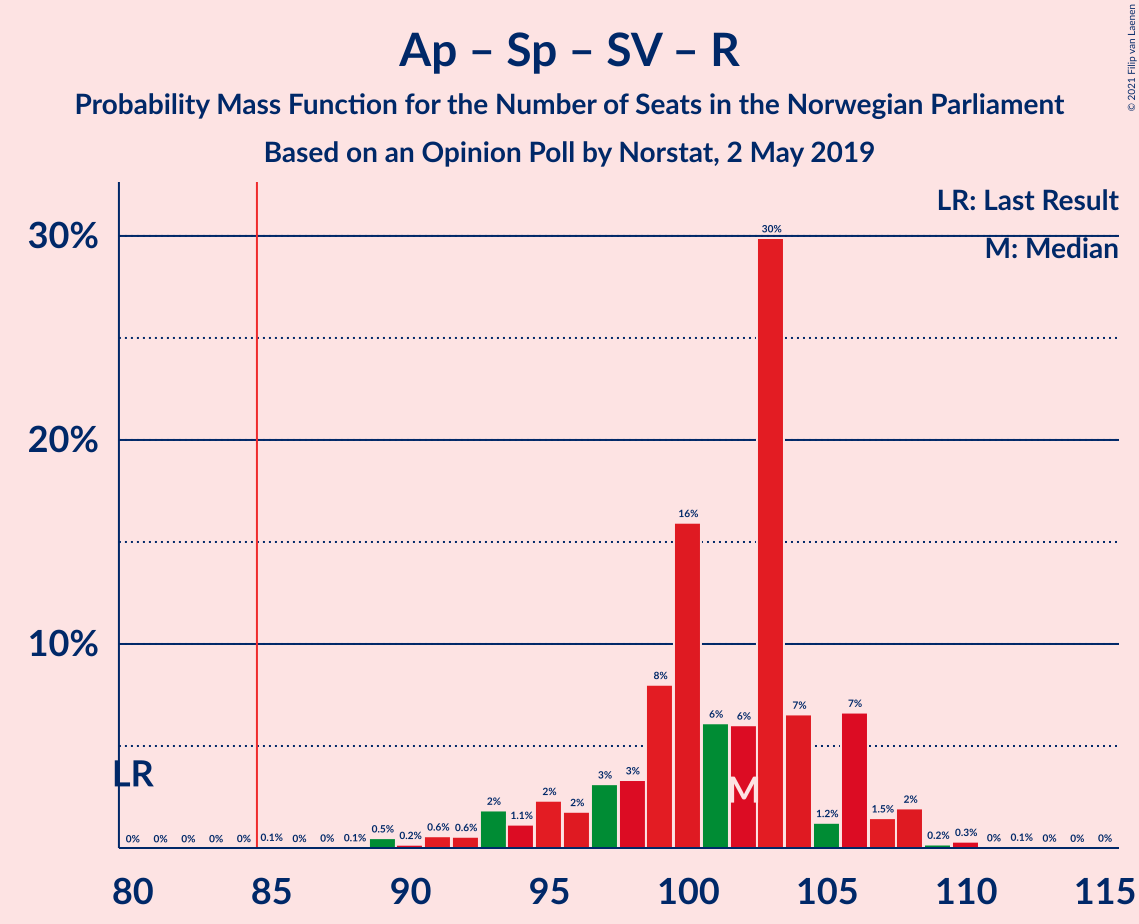 Ap – Sp – SV – R
Probability Mass Function for the Number of Seats in the Norwegian Parliament
Based on an Opinion Poll by Norstat, 2 May 2019
© 2021 Filip van Laenen
LR: Last Result
M: Median
30%
20%
10%
LR
M
0% 0% 0% 0% 0% 0.1% 0% 0% 0.1% 0.5% 0.2% 0.6% 0.6% 2% 1.1% 2% 2% 3% 3% 8% 16% 6% 6% 30% 7% 1.2% 7% 1.5% 2% 0.2% 0.3% 0% 0.1% 0% 0% 0%
80 85 90 95 100 105 110 115